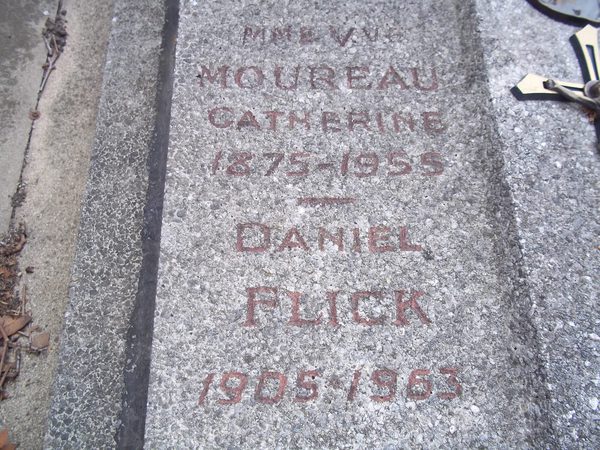 MME VVE
MOUREAU
CATHERINE
1875-1955
DANIEL
FLICK
1905-1963